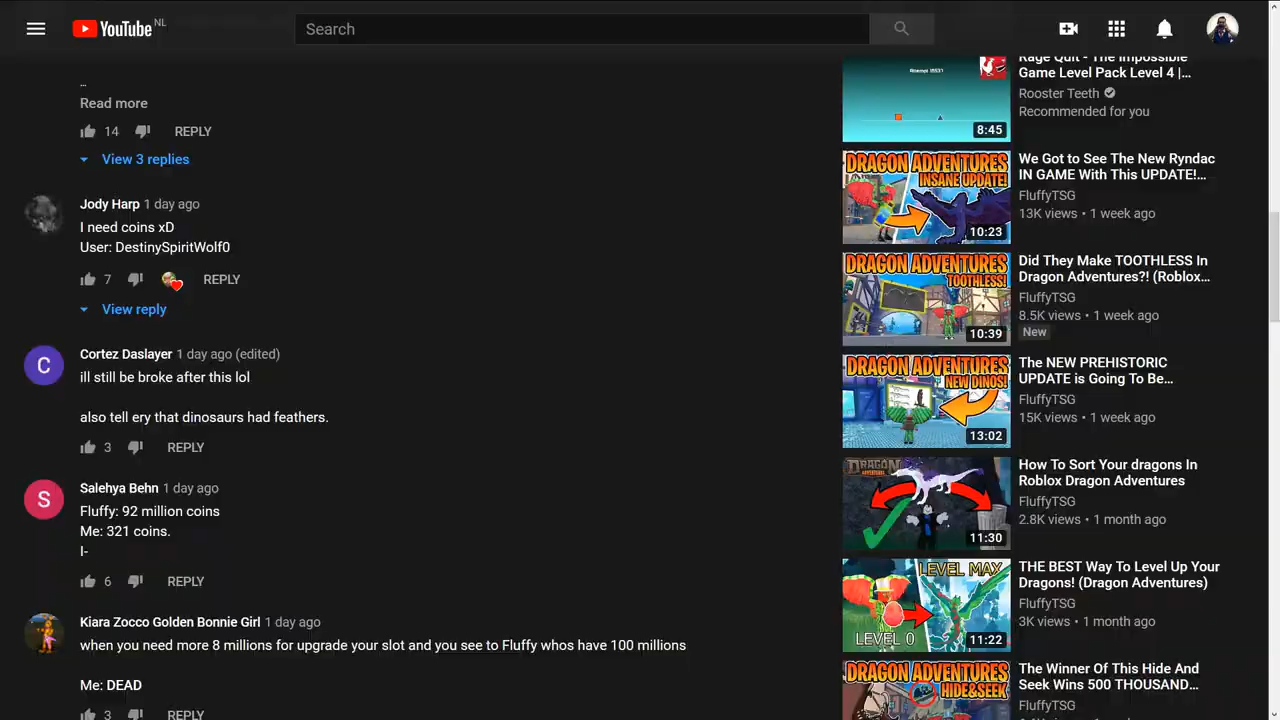 YouTube NL
Search
...
Read more
14 REPLY
View 3 replies
Jody Harp 1 day ago
I need coins xD
User: DestinySpiritWolf0
7 REPLY
View reply
C
Cortez Daslayer 1 day ago (edited)
ill still be broke after this lol
also tell ery that dinosaurs had feathers.
3 REPLY
S
Salehya Behn 1 day ago
Fluffy: 92 million coins
Me: 321 coins.
I-
6 REPLY
Kiara Zocco Golden Bonnie Girl 1 day ago
when you need more 8 millions for upgrade your slot and you see to Fluffy whos have 100 millions
Me: DEAD
3 REPLY
8:45
Rage Quit - The Impossible
Game Level Pack Level 4 |...
Rooster Teeth
Recommended for you
DRAGON ADVENTURES
INSANE UPDATE!
10:23
We Got to See The New Ryndac
IN GAME With This UPDATE!...
FluffyTSG
13K views • 1 week ago
DRAGON ADVENTURES
TOOTHLESS!
10:39
Did They Make TOOTHLESS In
Dragon Adventures?! (Roblox...
FluffyTSG
8.5K views • 1 week ago
New
DRAGON ADVENTURES
NEW DINOS!
13:02
The NEW PREHISTORIC
UPDATE is Going To Be...
FluffyTSG
15K views • 1 week ago
DRAGON
ADVENTURES
11:30
How To Sort Your dragons In
Roblox Dragon Adventures
FluffyTSG
2.8K views • 1 month ago
LEVEL MAX
LEVEL 0
11:22
THE BEST Way To Level Up Your
Dragons! (Dragon Adventures)
FluffyTSG
3K views • 1 month ago
DRAGON ADVENTURES
HIDE&SEEK
The Winner Of This Hide And
Seek Wins 500 THOUSAND...
FluffyTSG